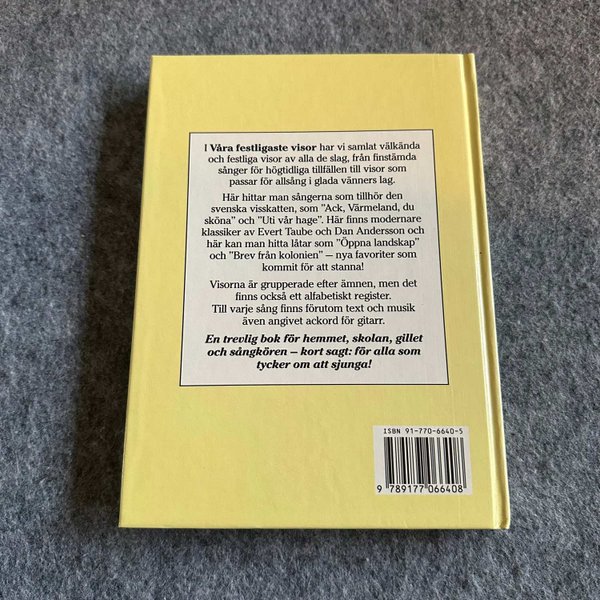 I Våra festligaste visor har vi samlat välkända
och festliga visor av alla de slag, från finstämda
sånger för högtidliga tillfällen till visor som
passar för allsång i glada vänners lag.
Här hittar man sångerna som tillhör den
svenska visskatten, som "Ack, Värmeland, du
sköna" och "Uti vår hage". Här finns modernare
klassiker av Evert Taube och Dan Andersson och
här kan man hitta låtar som "Öppna landskap"
och "Brev från kolonien" – nya favoriter som
kommit för att stanna!
Visorna är grupperade efter ämnen, men det
finns också ett alfabetiskt register.
Till varje sång finns förutom text och musik
även angivet ackord för gitarr.
En trevlig bok för hemmet, skolan, gillet
och sångkören – kort sagt: för alla som
tycker om att sjunga!
ISBN 91-770-6640-5
9 789177 066408